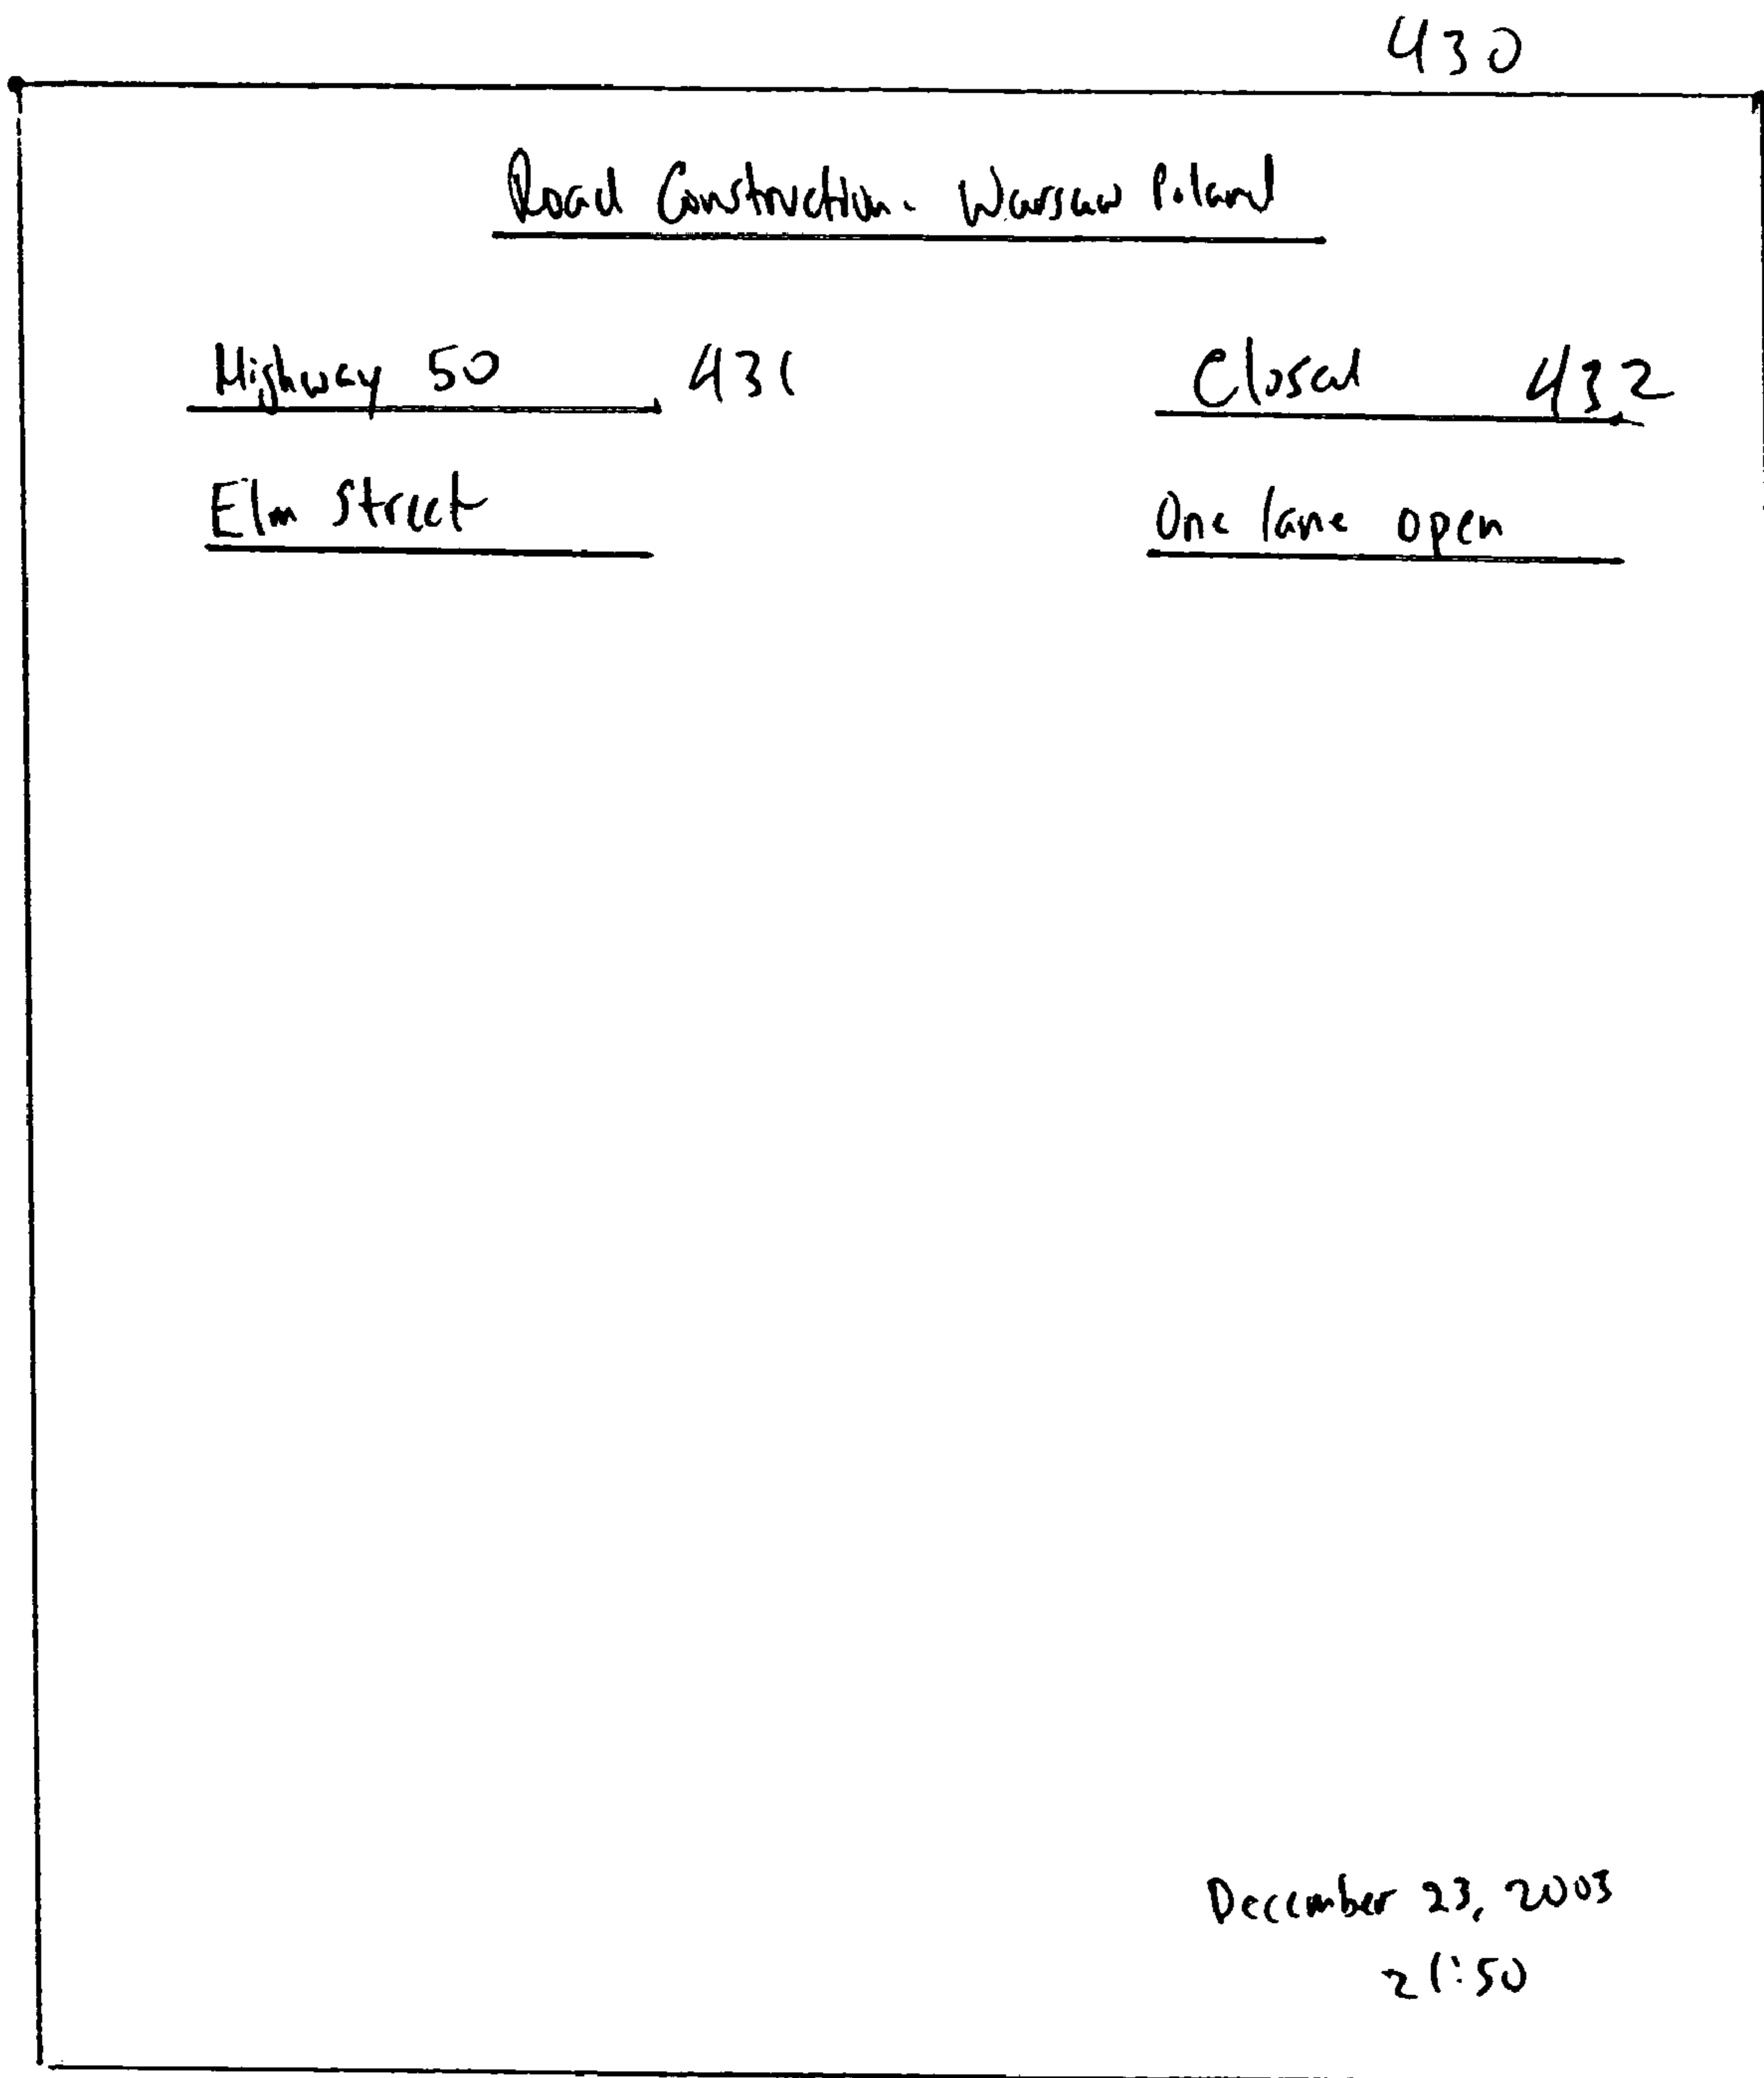 430
Road Construction - Warsaw Poland
Highway 50 431 Closed 432
Elm Street One lane open
December 23, 2003
21:50